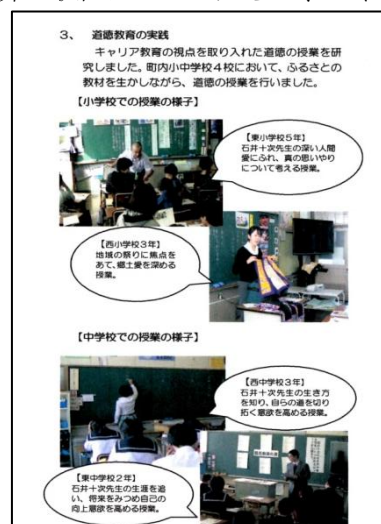 3、 道徳教育の実践
キャリア教育の視点を取り入れた道徳の授業を研
究しました。町内小中学校４校において、ふるさとの
教材を生かしながら、道徳の授業を行いました。
【小学校での授業の様子】
【東小学校５年】
石井十次先生の深い人間
愛にふれ、真の思いやり
について考える授業。
【西小学校３年】
地域の祭りに焦点を
あて、郷土愛を深める
授業。
【中学校での授業の様子】
【西中学校３年】
石井十次先生の生き方
を知り、自らの道を切り
拓く意欲を高める授業。
【東中学校２年】
石井十次先生の生涯を追
い、将来をみつめ自己の
向上意欲を高める授業。